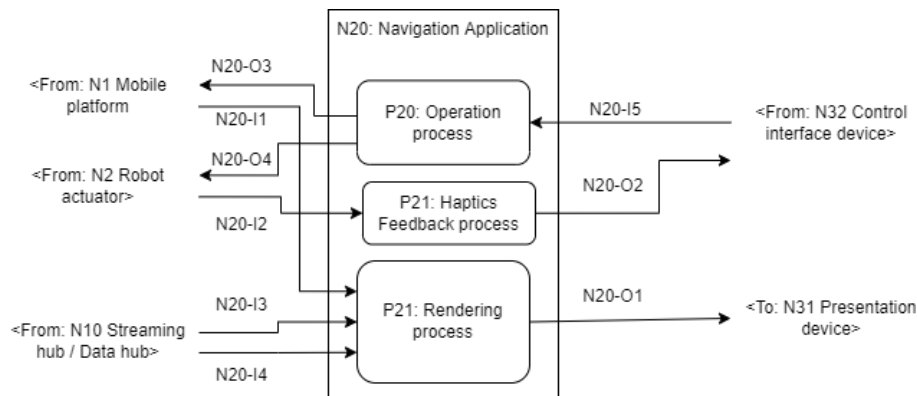 N20: Navigation Application
N20-O3
<From: N1 Mobile
platform
N20-I1
P20: Operation
process
N20-I5
<From: N32 Control
interface device>
N20-O4
<From: N2 Robot
actuator>
N20-I2
P21: Haptics
Feedback process
N20-O2
N20-I3
<From: N10 Streaming
hub / Data hub>
N20-I4
P21: Rendering
process
N20-O1
<To: N31 Presentation
device>